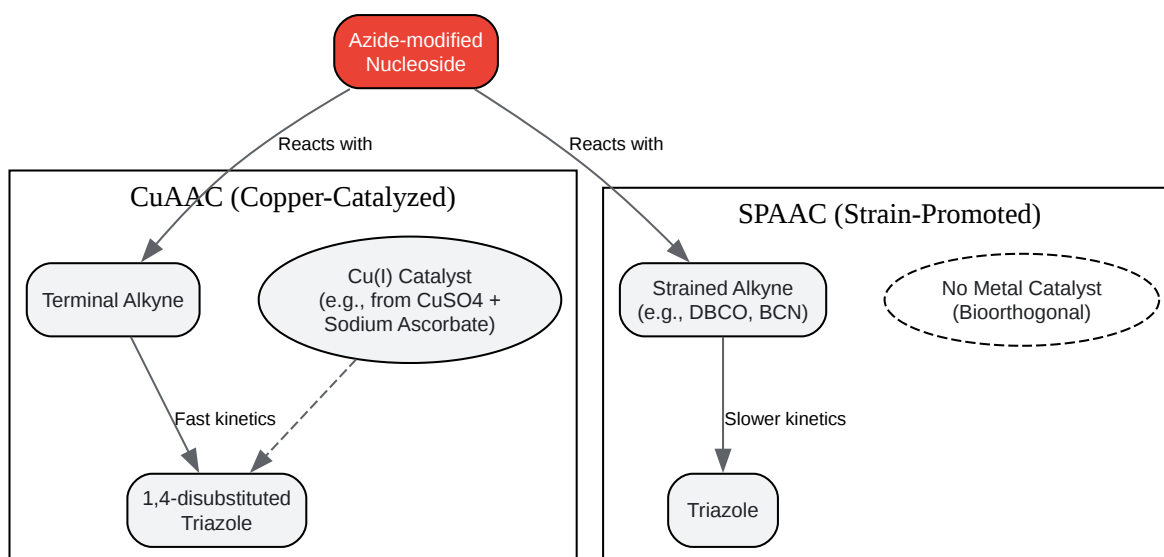 Azide-modified
Nucleoside
Reacts with
Reacts with
CuAAC (Copper-Catalyzed)
Terminal Alkyne
Cu(I) Catalyst
(e.g., from CuSO4 +
Sodium Ascorbate)
Fast kinetics
1,4-disubstituted
Triazole
SPAAC (Strain-Promoted)
Strained Alkyne
(e.g., DBCO, BCN)
No Metal Catalyst
(Bioorthogonal)
Slower kinetics
Triazole